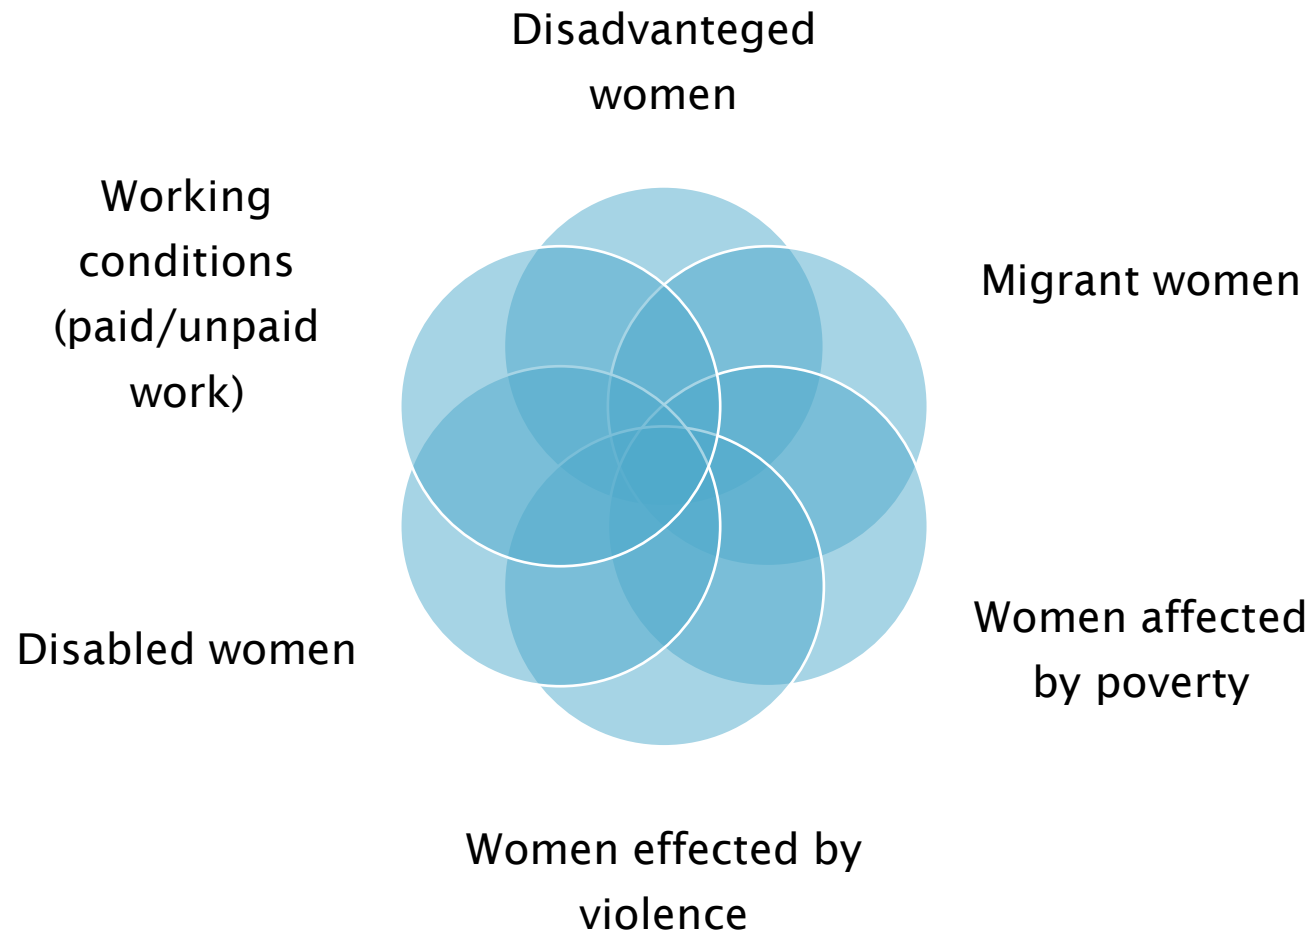 Disadvanteged
women
Working
conditions
(paid/unpaid
work)
Migrant women
Disabled women
Women affected
by poverty
Women effected by
violence